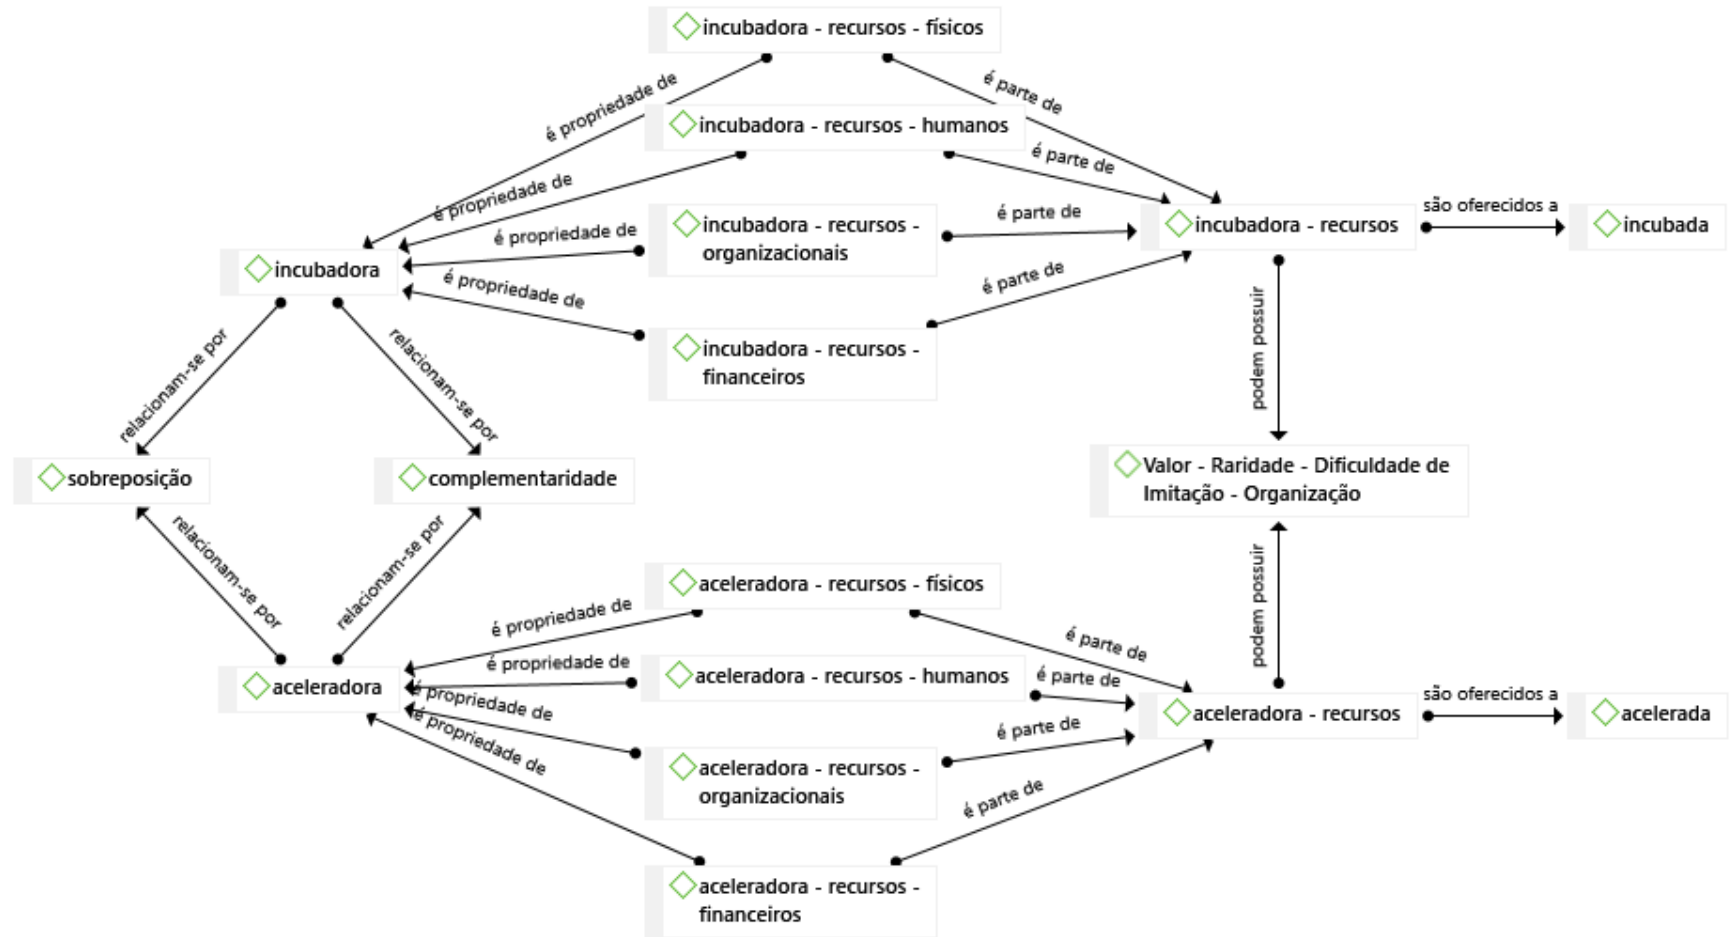 incubadora - recursos - físicos
é propriedade de
é parte de
incubadora - recursos - humanos
é propriedade de
é parte de
incubadora - recursos -
organizacionais
é propriedade de
é parte de
incubadora - recursos
são oferecidos a
incubada
incubadora
é propriedade de
é parte de
incubadora - recursos -
financeiros
relacionam-se por
relacionam-se por
podem possuir
sobreposição
complementaridade
Valor - Raridade - Dificuldade de
Imitação - Organização
relacionam-se por
relacionam-se por
podem possuir
aceleradora - recursos - físicos
é propriedade de
é parte de
aceleradora - recursos - humanos
é propriedade de
é parte de
aceleradora
é propriedade de
é parte de
aceleradora - recursos
são oferecidos a
acelerada
aceleradora - recursos -
organizacionais
é propriedade de
é parte de
aceleradora - recursos -
financeiros